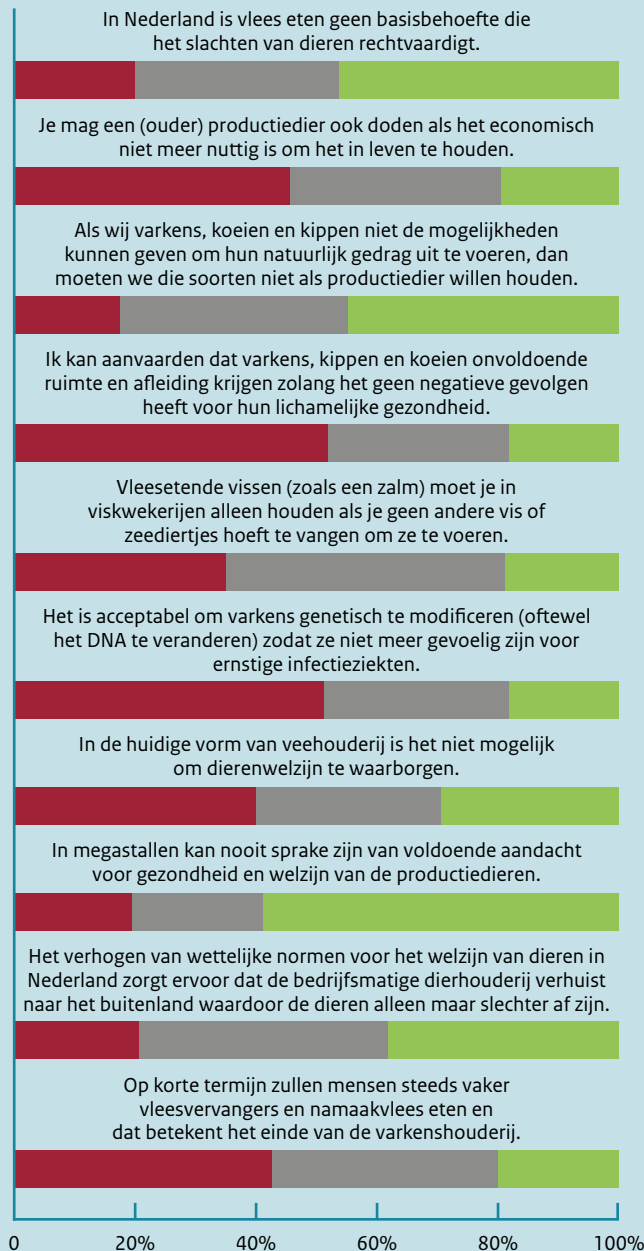 In Nederland is vlees eten geen basisbehoefte die
het slachten van dieren rechtvaardigt.
Je mag een (ouder) productiedier ook doden als het economisch
niet meer nuttig is om het in leven te houden.
Als wij varkens, koeien en kippen niet de mogelijkheden
kunnen geven om hun natuurlijk gedrag uit te voeren, dan
moeten we die soorten niet als productiedier willen houden.
Ik kan aanvaarden dat varkens, kippen en koeien onvoldoende
ruimte en afleiding krijgen zolang het geen negatieve gevolgen
heeft voor hun lichamelijke gezondheid.
Vleesetende vissen (zoals een zalm) moet je in
viskwekerijen alleen houden als je geen andere vis of
zeediertjes hoeft te vangen om ze te voeren.
Het is acceptabel om varkens genetisch te modificeren (oftewel
het DNA te veranderen) zodat ze niet meer gevoelig zijn voor
ernstige infectieziekten.
In de huidige vorm van veehouderij is het niet mogelijk
om dierenwelzijn te waarborgen.
In megastallen kan nooit sprake zijn van voldoende aandacht
voor gezondheid en welzijn van de productiedieren.
Het verhogen van wettelijke normen voor het welzijn van dieren in
Nederland zorgt ervoor dat de bedrijfsmatige dierhouderij verhuist
naar het buitenland waardoor de dieren alleen maar slechter af zijn.
Op korte termijn zullen mensen steeds vaker
vleesvervangers en namaakvlees eten en
dat betekent het einde van de varkenshouderij.
0 20% 40% 60% 80% 100%